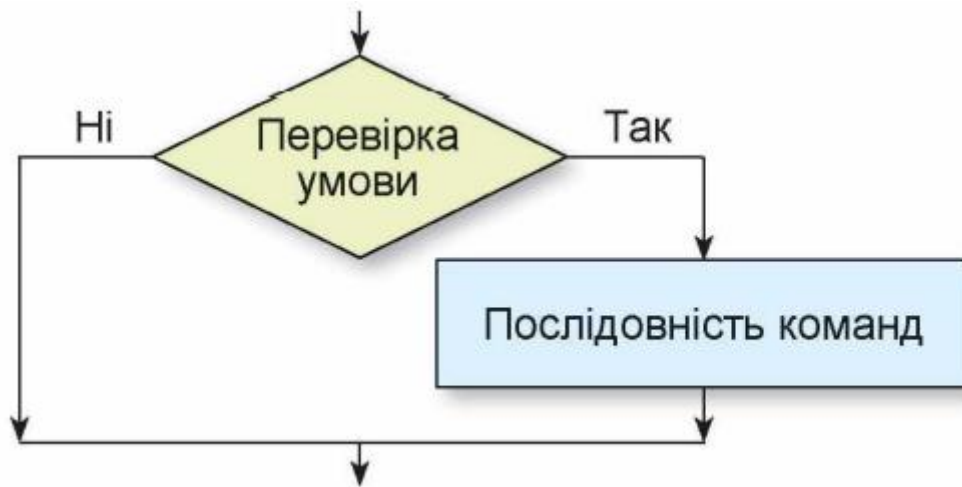 Ні
Перевірка
умови
Так
Послідовність команд